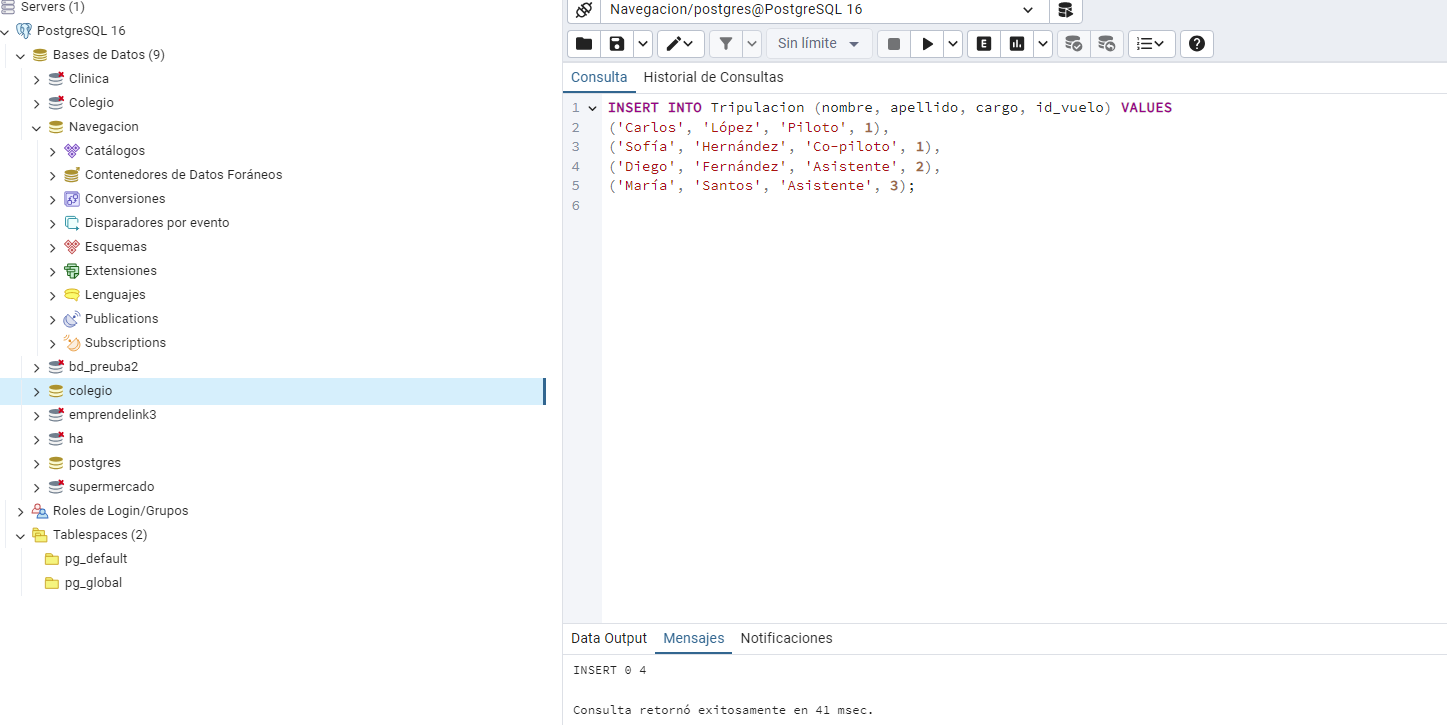 Servers (1)
PostgreSQL 16
Bases de Datos (9)
Clinica
Colegio
Navegacion
Catálogos
Contenedores de Datos Foráneos
Conversiones
Disparadores por evento
Esquemas
Extensiones
Lenguajes
Publications
Subscriptions
bd_preuba2
colegio
emprendelink3
ha
postgres
supermercado
Roles de Login/Grupos
Tablespaces (2)
pg_default
pg_global
Navegacion/postgres@PostgreSQL 16
Sin límite
E
Consulta Historial de Consultas
1 INSERT INTO Tripulacion (nombre, apellido, cargo, id_vuelo) VALUES
2 ('Carlos', 'López', 'Piloto', 1),
3 ('Sofía', 'Hernández', 'Co-piloto', 1),
4 ('Diego', 'Fernández', 'Asistente', 2),
5 ('María', 'Santos', 'Asistente', 3);
6
Data Output Mensajes Notificaciones
INSERT 0 4
Consulta retornó exitosamente en 41 msec.